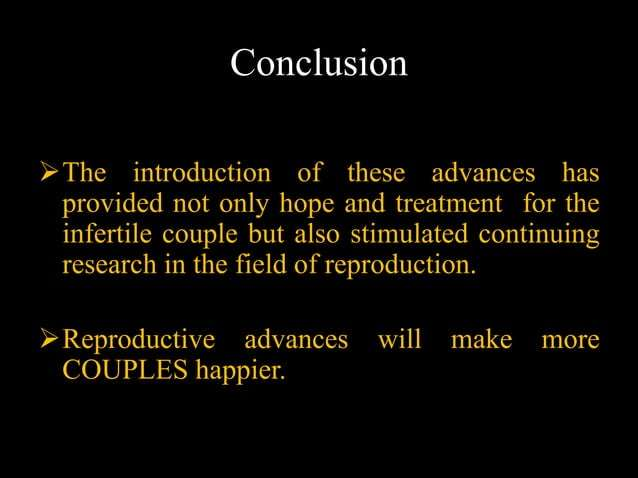 Conclusion
➢The introduction of these advances has
provided not only hope and treatment for the
infertile couple but also stimulated continuing
research in the field of reproduction.
➢Reproductive advances will make more
COUPLES happier.